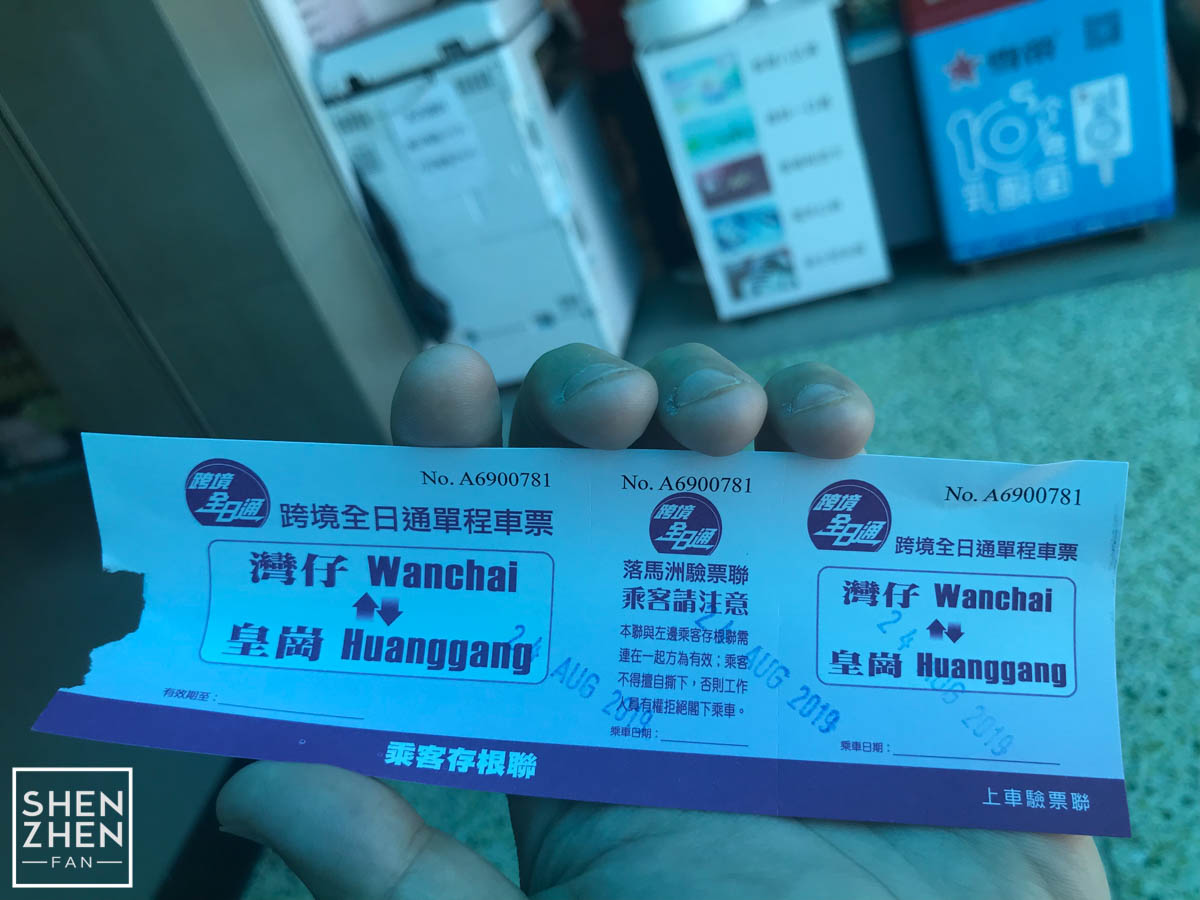 No. A6900781
跨境
全日通
跨境全日通單程車票
灣仔 Wanchai
皇崗 Huanggang
24 AUG 2019
有效期至：
乘客存根聯
No. A6900781
跨境
全日通
落馬洲驗票聯
乘客請注意
本聯與左邊乘客存根聯需
連在一起方為有效；乘客
不得擅自撕下，否則工作
人員有權拒絕閣下乘車。
24 AUG 2019
乘車日期：
No. A6900781
跨境
全日通
跨境全日通單程車票
灣仔 Wanchai
皇崗 Huanggang
24 AUG 2019
乘車日期：
上車驗票聯
10
乳酸菌
SHEN
ZHEN
FAN